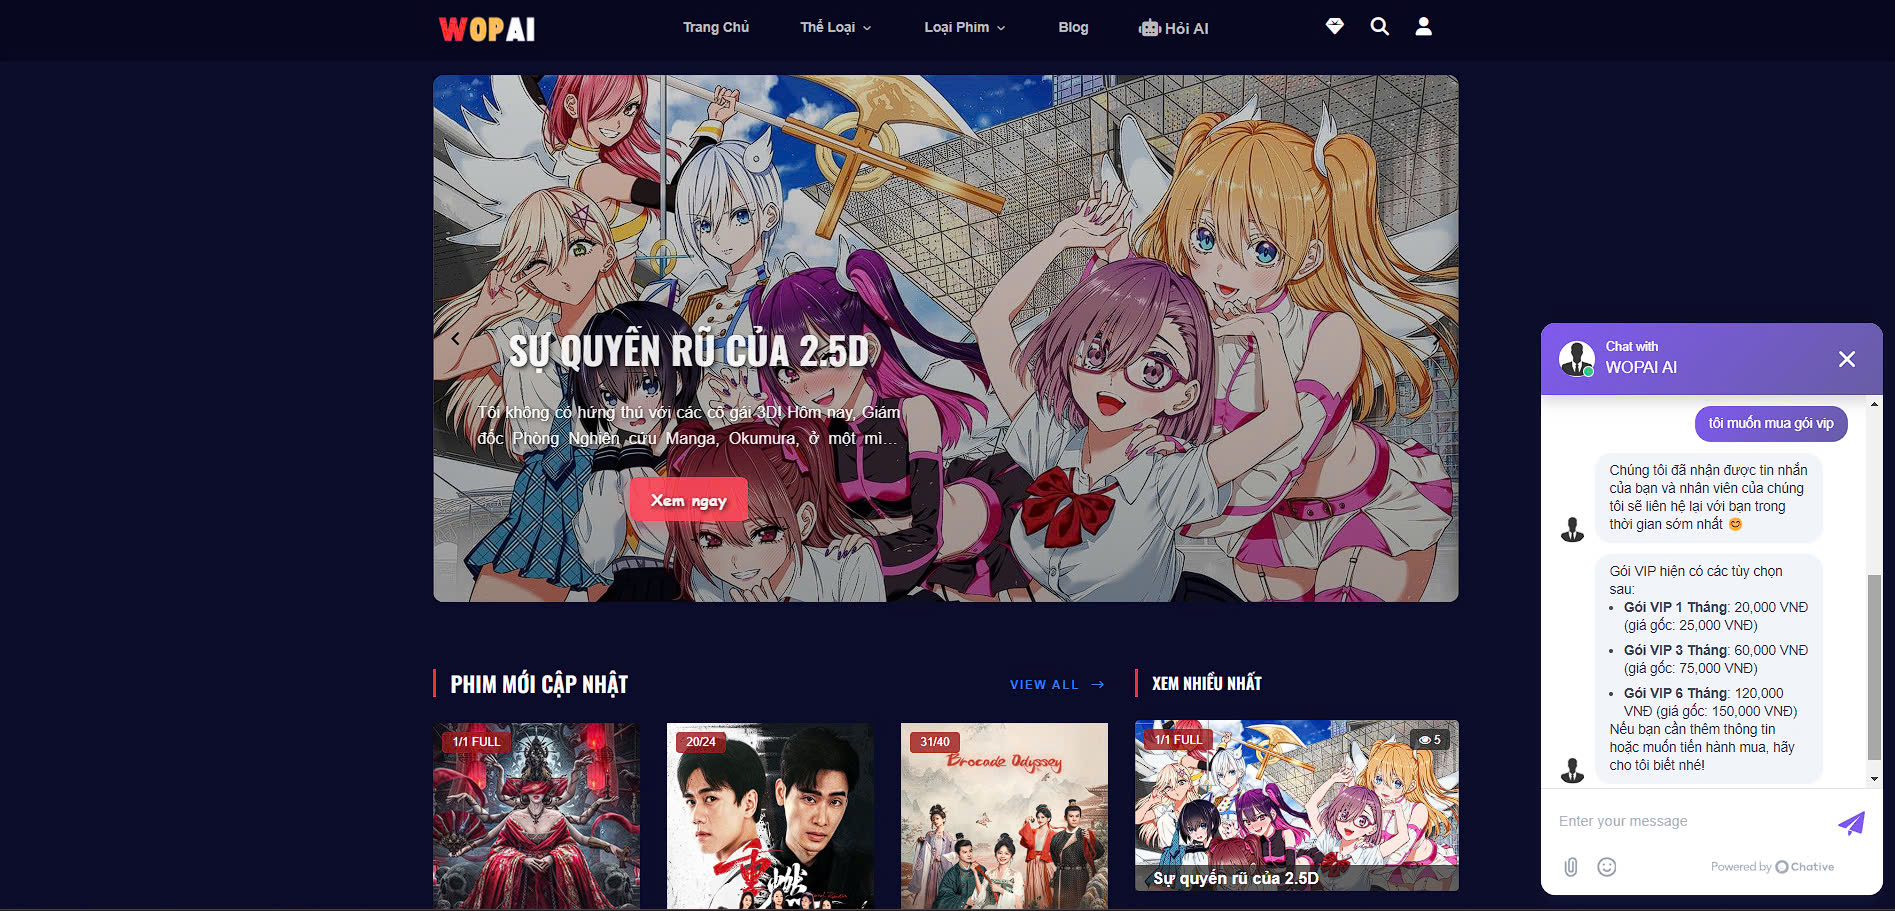 WOPAI
Trang Chủ
Thể Loại
Loại Phim
Blog
Hỏi AI
SỰ QUYẾN RŨ CỦA 2.5D
Tôi không có hứng thú với các cô gái 3D! Hôm nay, Giám
đốc Phòng Nghiên cứu Manga, Okumura, ở một mì...
Xem ngay
PHIM MỚI CẬP NHẬT
VIEW ALL →
1/1 FULL
20/24
重燃
31/40
Brocade Odyssey
XEM NHIỀU NHẤT
1/1 FULL
5
Sự quyến rũ của 2.5D
Chat with
WOPAI AI
tôi muốn mua gói vip
Chúng tôi đã nhận được tin nhắn
của bạn và nhân viên của chúng
tôi sẽ liên hệ lại với bạn trong
thời gian sớm nhất 😊
Gói VIP hiện có các tùy chọn
sau:
• Gói VIP 1 Tháng: 20,000 VNĐ
(giá gốc: 25,000 VNĐ)
• Gói VIP 3 Tháng: 60,000 VNĐ
(giá gốc: 75,000 VNĐ)
• Gói VIP 6 Tháng: 120,000
VNĐ (giá gốc: 150,000 VNĐ)
Nếu bạn cần thêm thông tin
hoặc muốn tiến hành mua, hãy
cho tôi biết nhé!
Enter your message
Powered by Chative